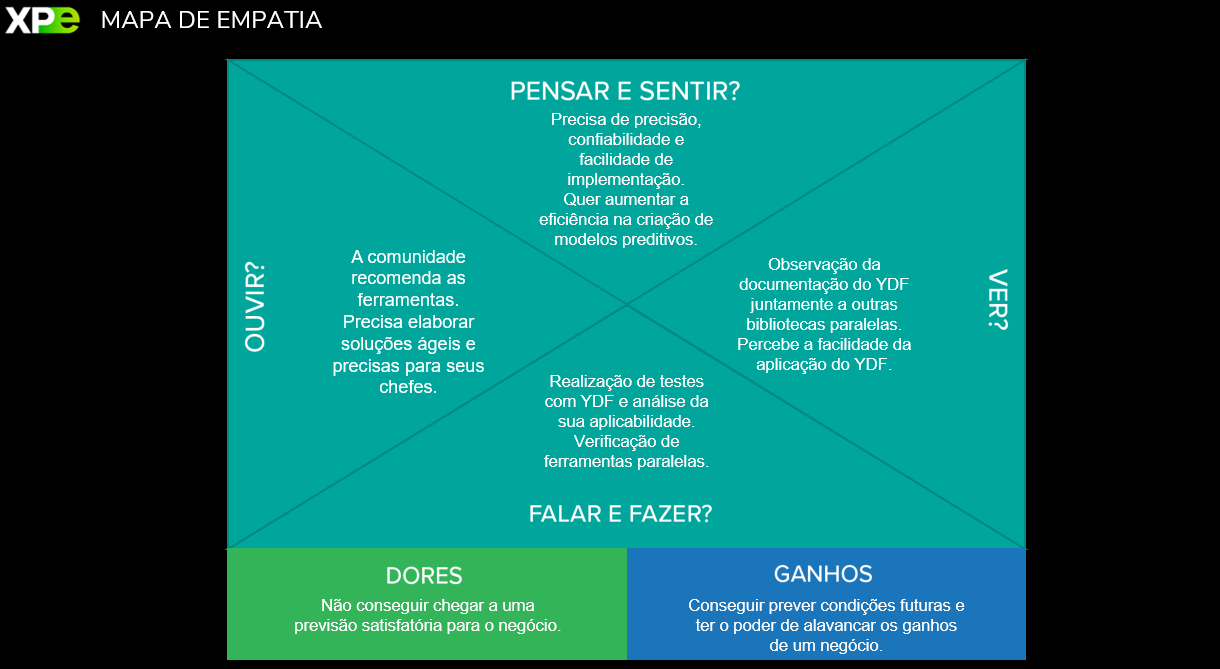 XPe
MAPA DE EMPATIA
PENSAR E SENTIR?
Precisa de precisão,
confiabilidade e
facilidade de
implementação.
Quer aumentar a
eficiência na criação de
modelos preditivos.
OUVIR?
A comunidade
recomenda as
ferramentas.
Precisa elaborar
soluções ágeis e
precisas para seus
chefes.
Observação da
documentação do YDF
juntamente a outras
bibliotecas paralelas.
Percebe a facilidade da
aplicação do YDF.
VER?
Realização de testes
com YDF e análise da
sua aplicabilidade.
Verificação de
ferramentas paralelas.
FALAR E FAZER?
DORES
Não conseguir chegar a uma
previsão satisfatória para o negócio.
GANHOS
Conseguir prever condições futuras e
ter o poder de alavancar os ganhos
de um negócio.